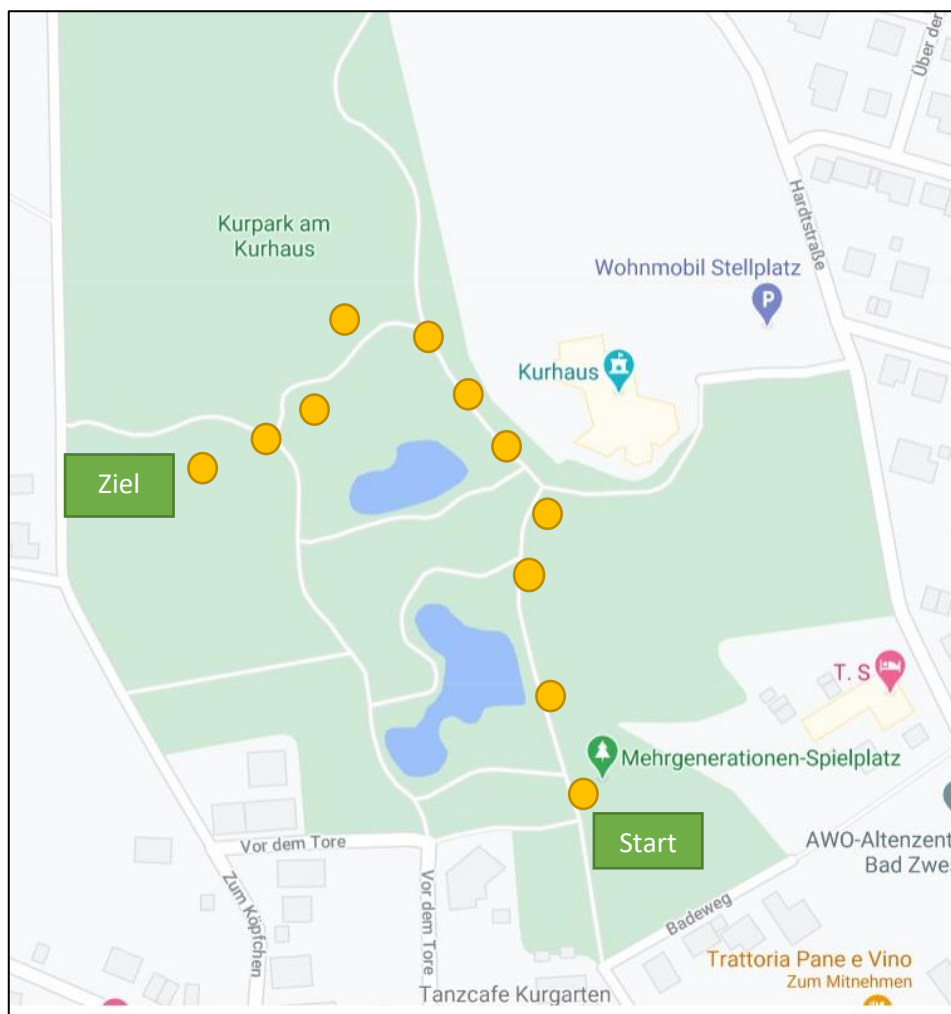 Über der
Hardtstraße
Kurpark am
Kurhaus
Wohnmobil Stellplatz
P
Kurhaus
Ziel
T. S
Mehrgenerationen-Spielplatz
Start
AWO-Altenzent
Bad Zwe
Vor dem Tore
Zum Köpfchen
Vor dem Tore
Badeweg
Trattoria Pane e Vino
Zum Mitnehmen
Tanzcafe Kurgarten